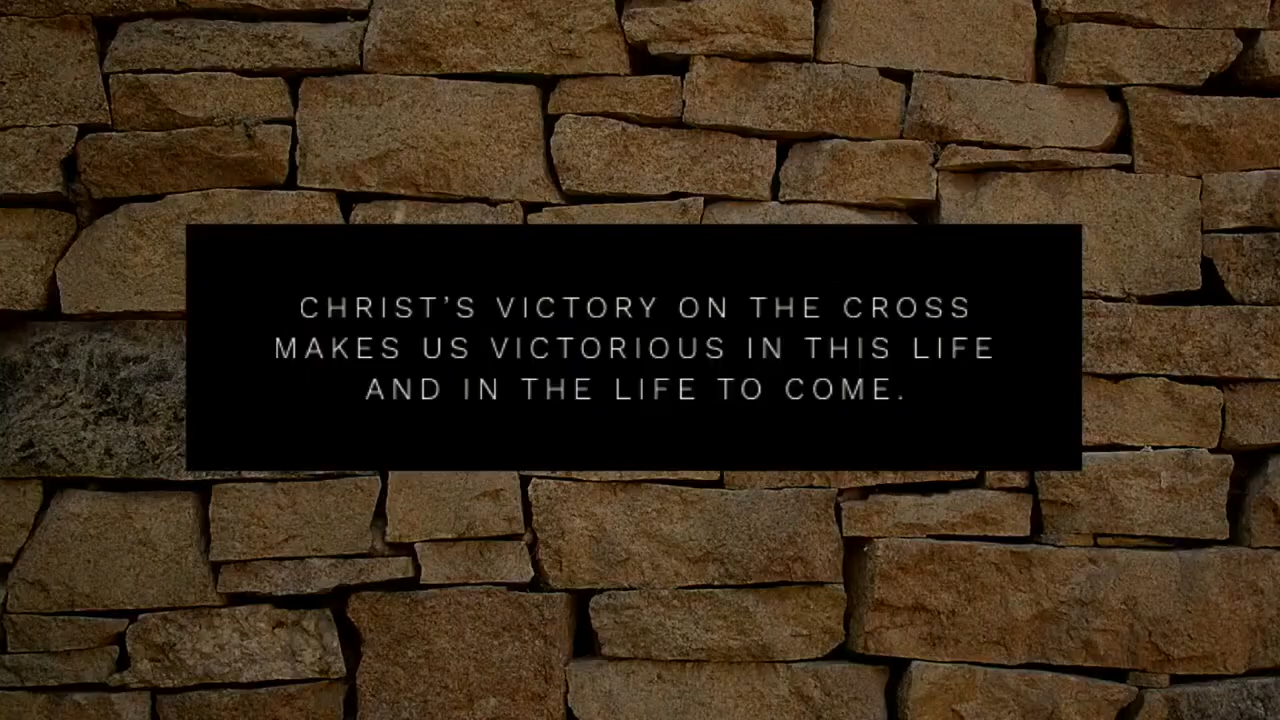 CHRIST’S VICTORY ON THE CROSS
MAKES US VICTORIOUS IN THIS LIFE
AND IN THE LIFE TO COME.